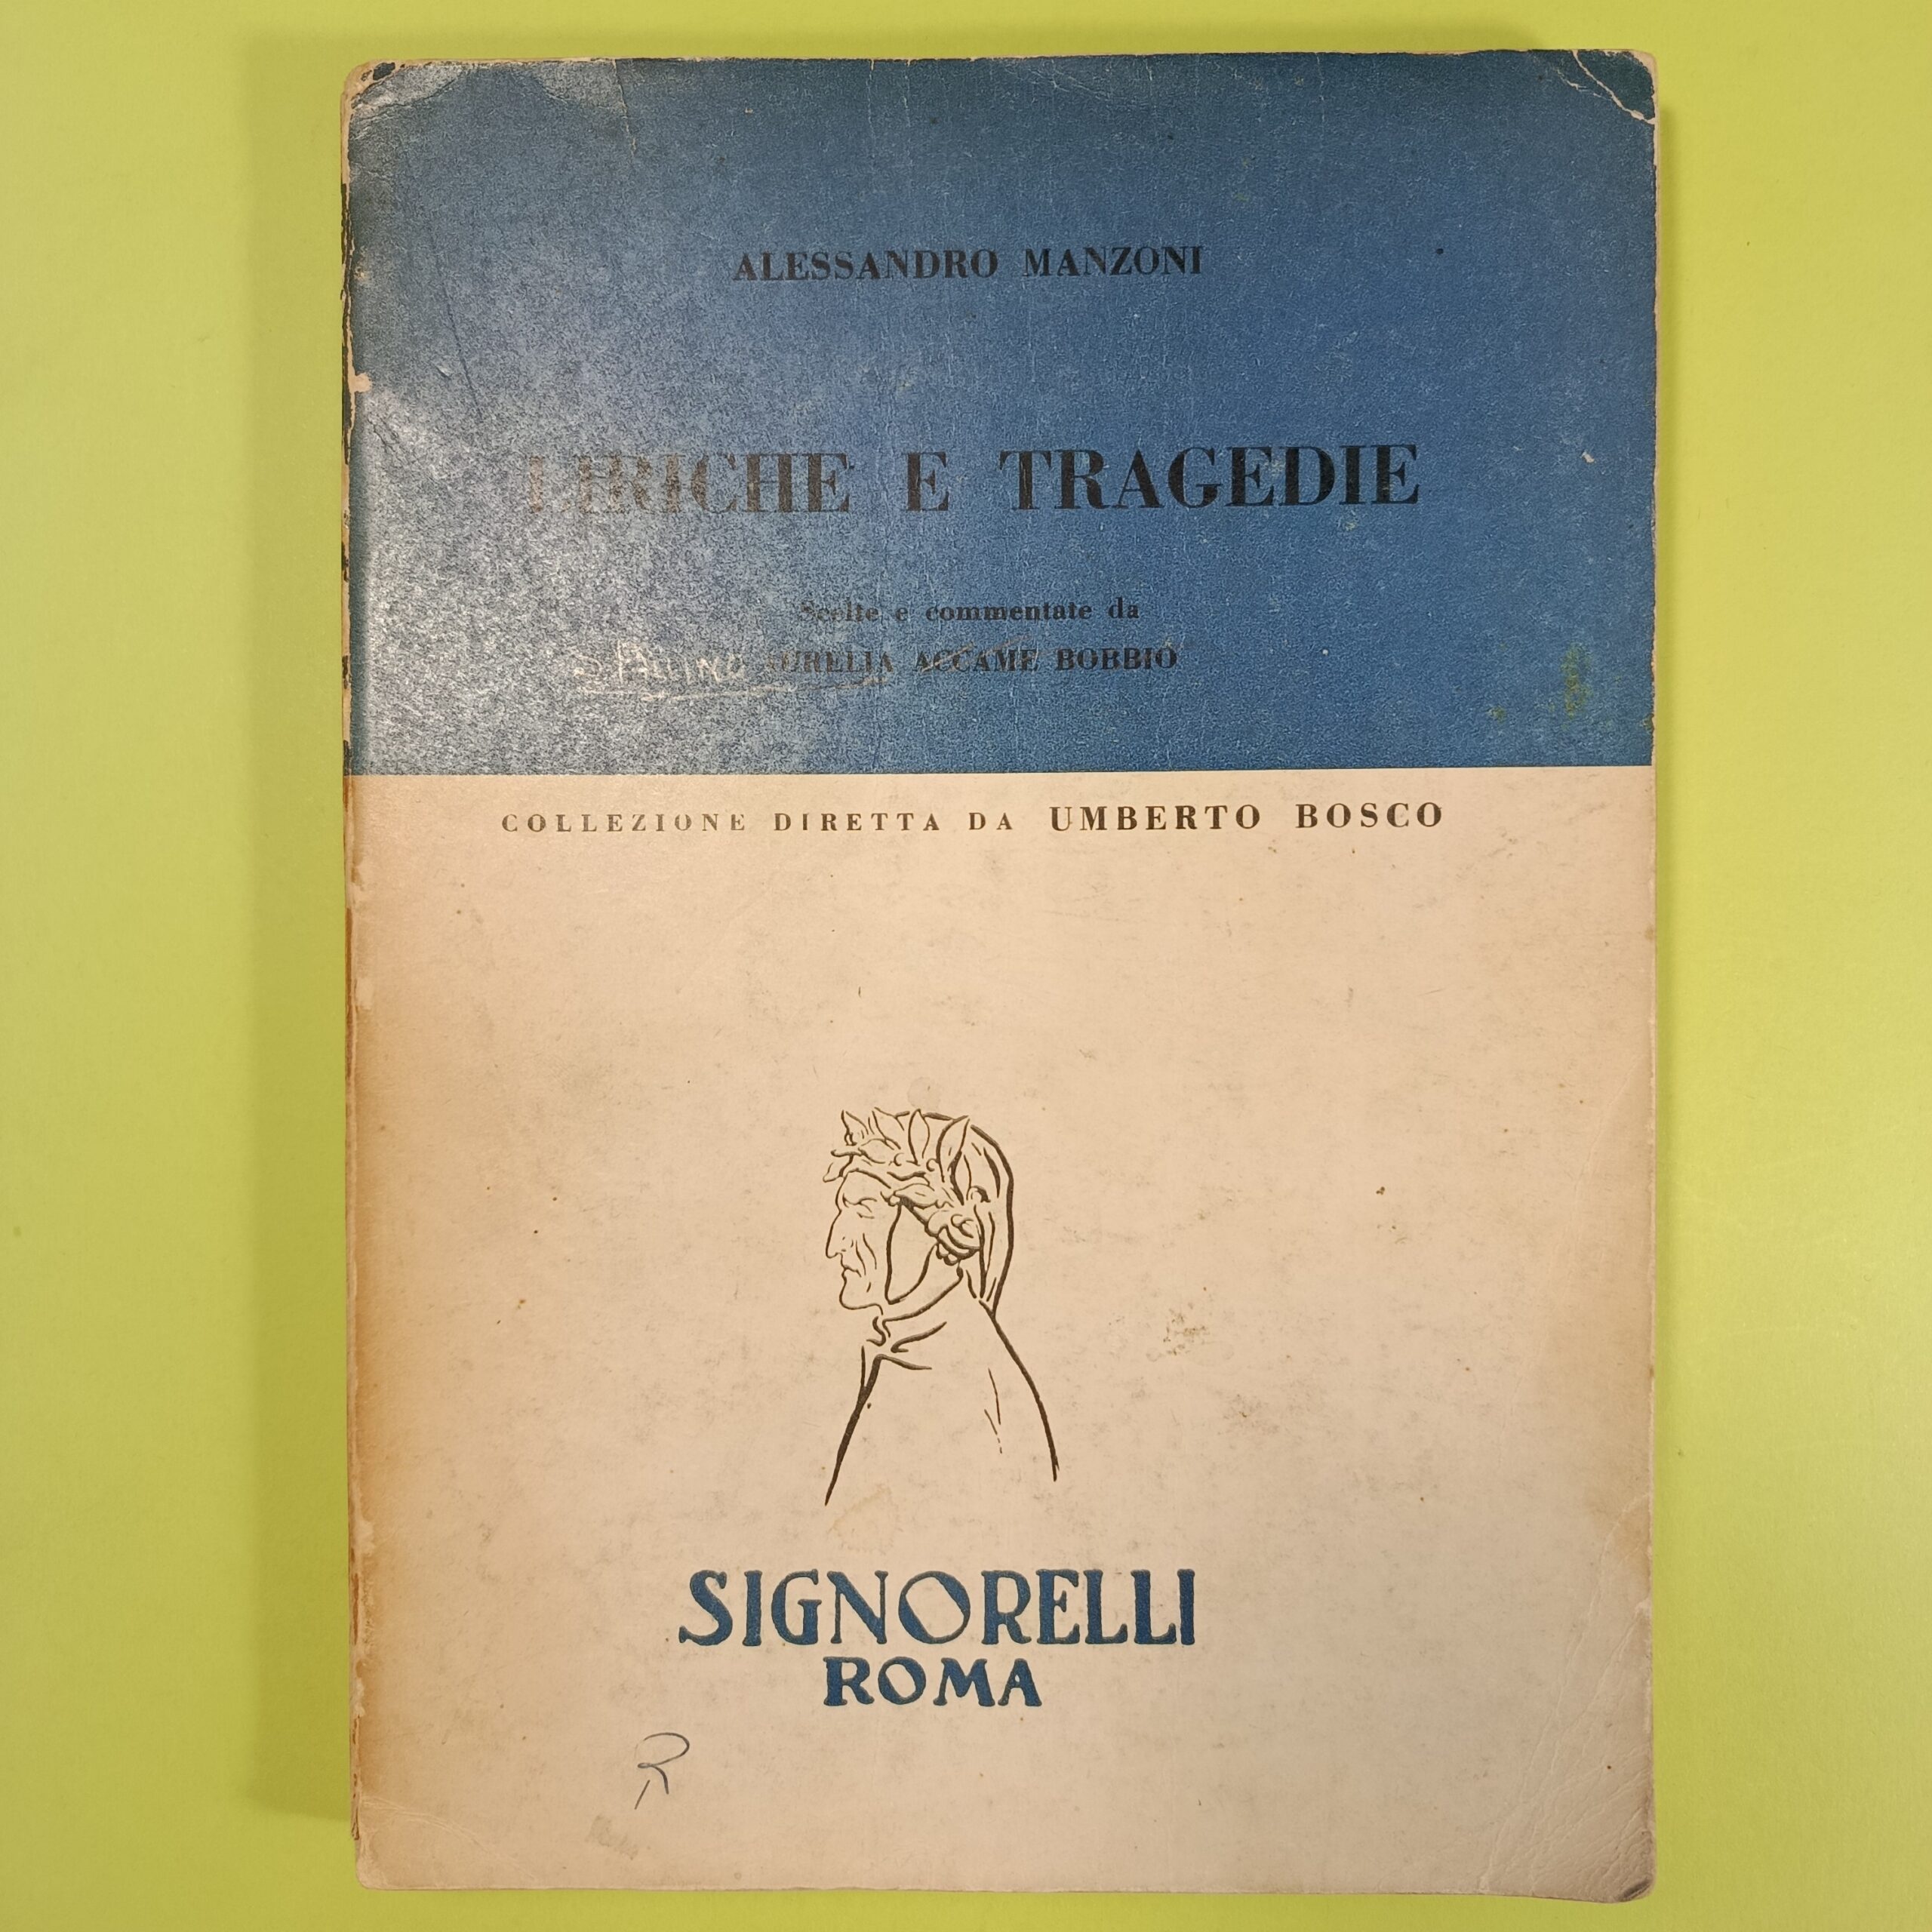 ALESSANDRO MANZONI
LIRICHE E TRAGEDIE
Scelte e commentate da
AURELIA ACCAME BOBBIO
COLLEZIONE DIRETTA DA UMBERTO BOSCO
SIGNORELLI
ROMA
R